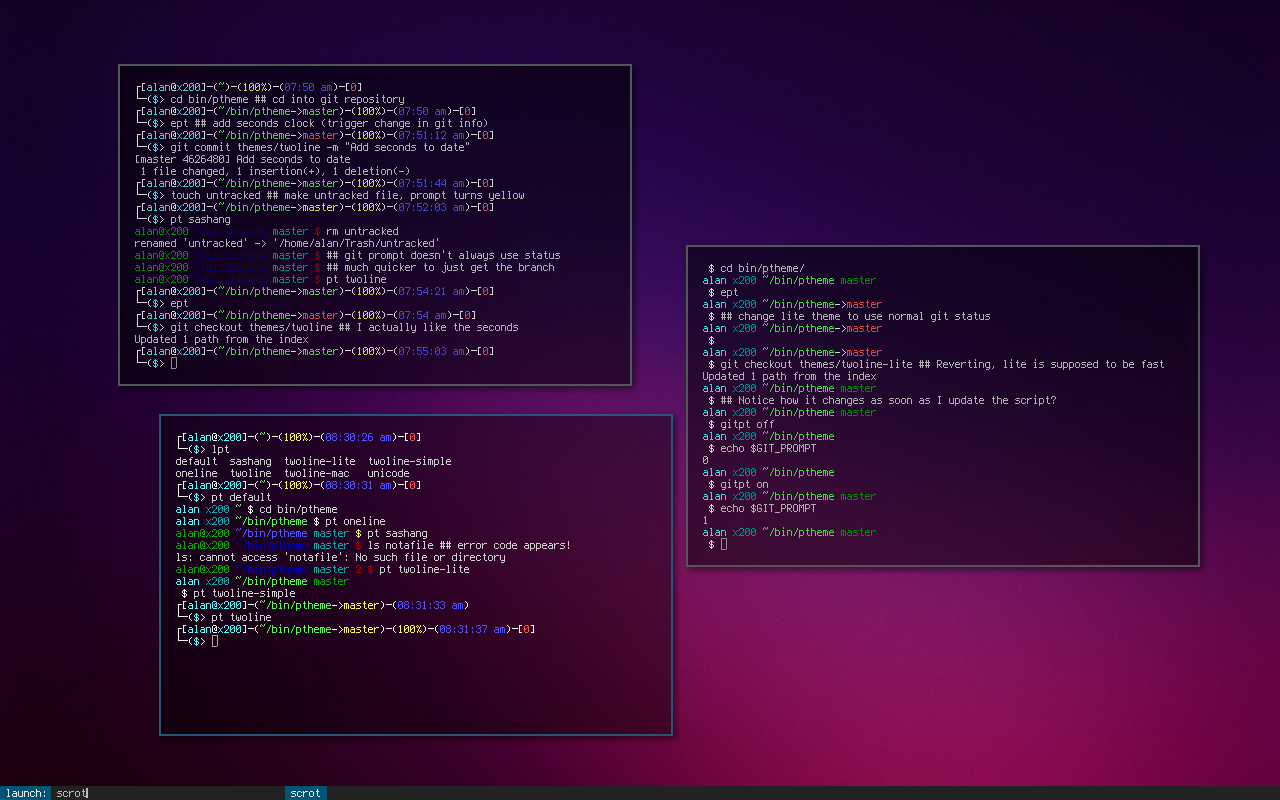 ┌[alan@x200]-(~)-(100%)-(07:50 am)-[0]
└─($> cd bin/ptheme ## cd into git repository
┌[alan@x200]-(~/bin/ptheme->master)-(100%)-(07:50 am)-[0]
└─($> ept ## add seconds clock (trigger change in git info)
┌[alan@x200]-(~/bin/ptheme->master)-(100%)-(07:51:12 am)-[0]
└─($> git commit themes/twoline -m "Add seconds to date"
[master 4626480] Add seconds to date
 1 file changed, 1 insertion(+), 1 deletion(-)
┌[alan@x200]-(~/bin/ptheme->master)-(100%)-(07:51:44 am)-[0]
└─($> touch untracked ## make untracked file, prompt turns yellow
┌[alan@x200]-(~/bin/ptheme->master)-(100%)-(07:52:03 am)-[0]
└─($> pt sashang
alan@x200 ~/bin/ptheme master $ rm untracked
renamed 'untracked' -> '/home/alan/Trash/untracked'
alan@x200 ~/bin/ptheme master $ ## git prompt doesn't always use status
alan@x200 ~/bin/ptheme master $ ## much quicker to just get the branch
alan@x200 ~/bin/ptheme master $ pt twoline
┌[alan@x200]-(~/bin/ptheme->master)-(100%)-(07:54:21 am)-[0]
└─($> ept
┌[alan@x200]-(~/bin/ptheme->master)-(100%)-(07:54 am)-[0]
└─($> git checkout themes/twoline ## I actually like the seconds
Updated 1 path from the index
┌[alan@x200]-(~/bin/ptheme->master)-(100%)-(07:55:03 am)-[0]
└─($>
 $ cd bin/ptheme/
alan x200 ~/bin/ptheme master
 $ ept
alan x200 ~/bin/ptheme->master
 $ ## change lite theme to use normal git status
alan x200 ~/bin/ptheme->master
 $
alan x200 ~/bin/ptheme->master
 $ git checkout themes/twoline-lite ## Reverting, lite is supposed to be fast
Updated 1 path from the index
alan x200 ~/bin/ptheme master
 $ ## Notice how it changes as soon as I update the script?
alan x200 ~/bin/ptheme master
 $ gitpt off
alan x200 ~/bin/ptheme
 $ echo $GIT_PROMPT
0
alan x200 ~/bin/ptheme
 $ gitpt on
alan x200 ~/bin/ptheme master
 $ echo $GIT_PROMPT
1
alan x200 ~/bin/ptheme master
 $
┌[alan@x200]-(~)-(100%)-(08:30:26 am)-[0]
└─($> lpt
default  sashang  twoline-lite  twoline-simple
oneline  twoline  twoline-mac   unicode
┌[alan@x200]-(~)-(100%)-(08:30:31 am)-[0]
└─($> pt default
alan x200 ~ $ cd bin/ptheme
alan x200 ~/bin/ptheme $ pt oneline
alan@x200 ~/bin/ptheme master $ pt sashang
alan@x200 ~/bin/ptheme master $ ls notafile ## error code appears!
ls: cannot access 'notafile': No such file or directory
alan@x200 ~/bin/ptheme master 2 $ pt twoline-lite
alan x200 ~/bin/ptheme master
 $ pt twoline-simple
┌[alan@x200]-(~/bin/ptheme->master)-(08:31:33 am)
└─($> pt twoline
┌[alan@x200]-(~/bin/ptheme->master)-(100%)-(08:31:37 am)-[0]
└─($>
launch: scrot scrot